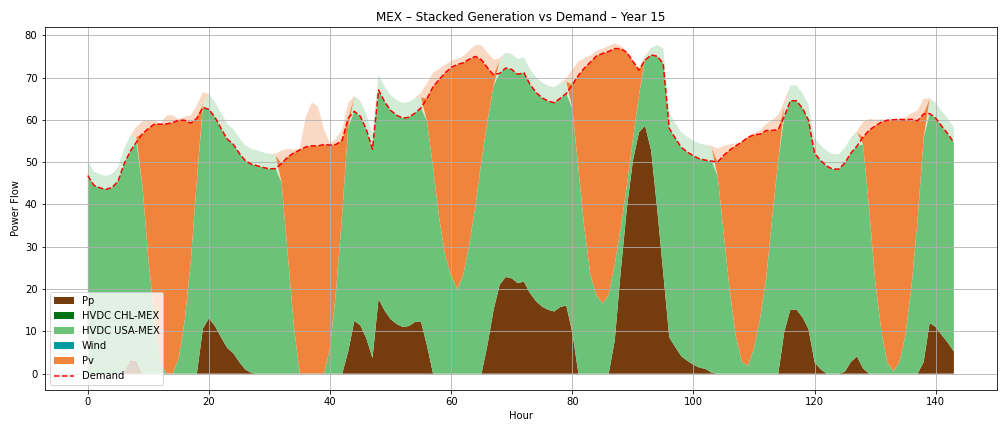 MEX – Stacked Generation vs Demand – Year 15
80
70
60
50
40
30
20
10
0
Power Flow
Pp
HVDC CHL-MEX
HVDC USA-MEX
Wind
Pv
Demand
0 20 40 60 80 100 120 140
Hour